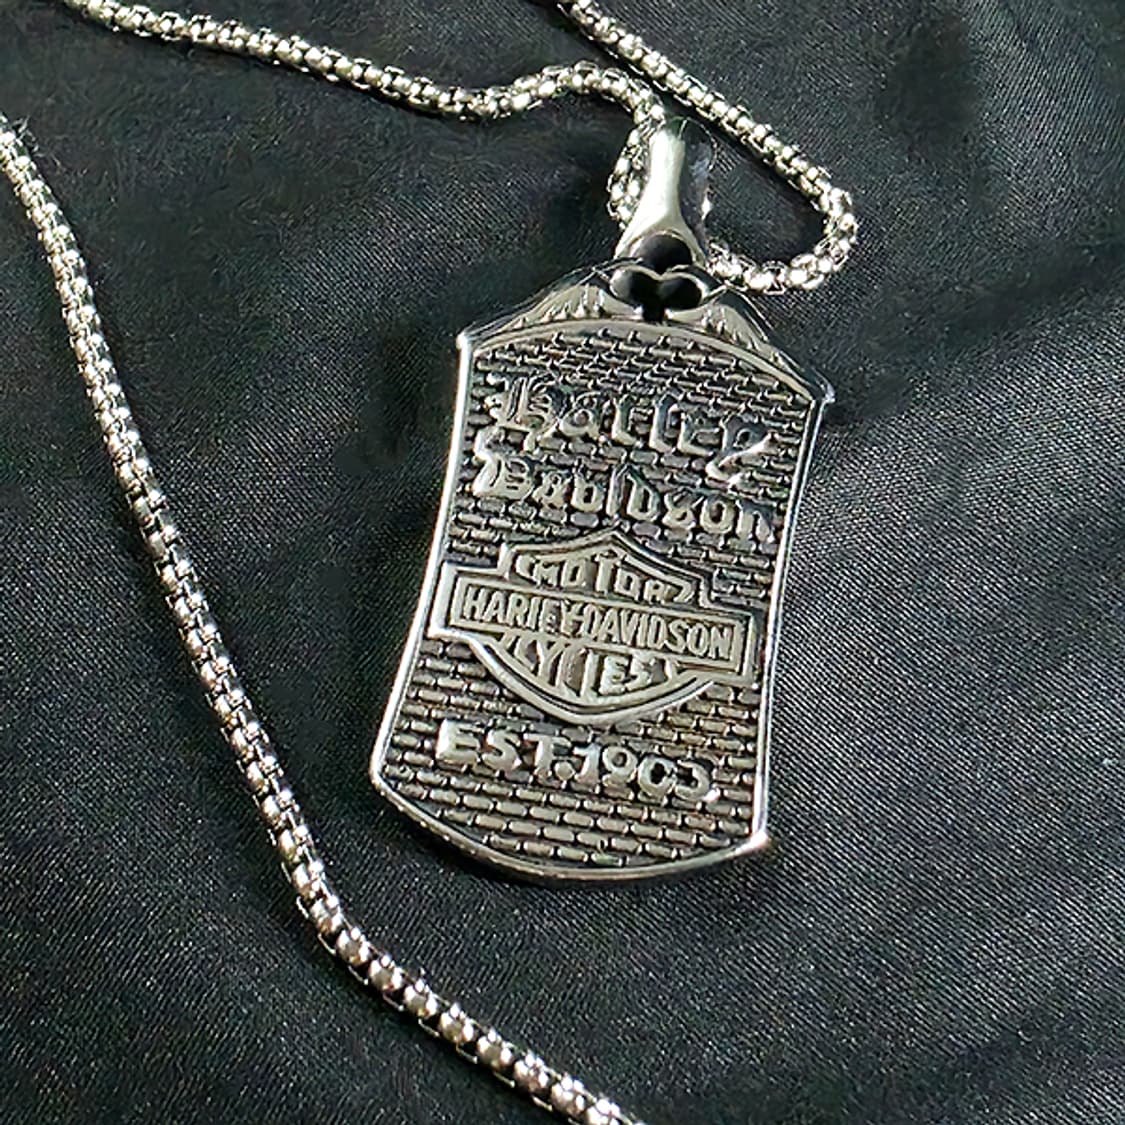 Harley
Davidson
MOTOR
HARLEY-DAVIDSON
CYCLES
EST.1903